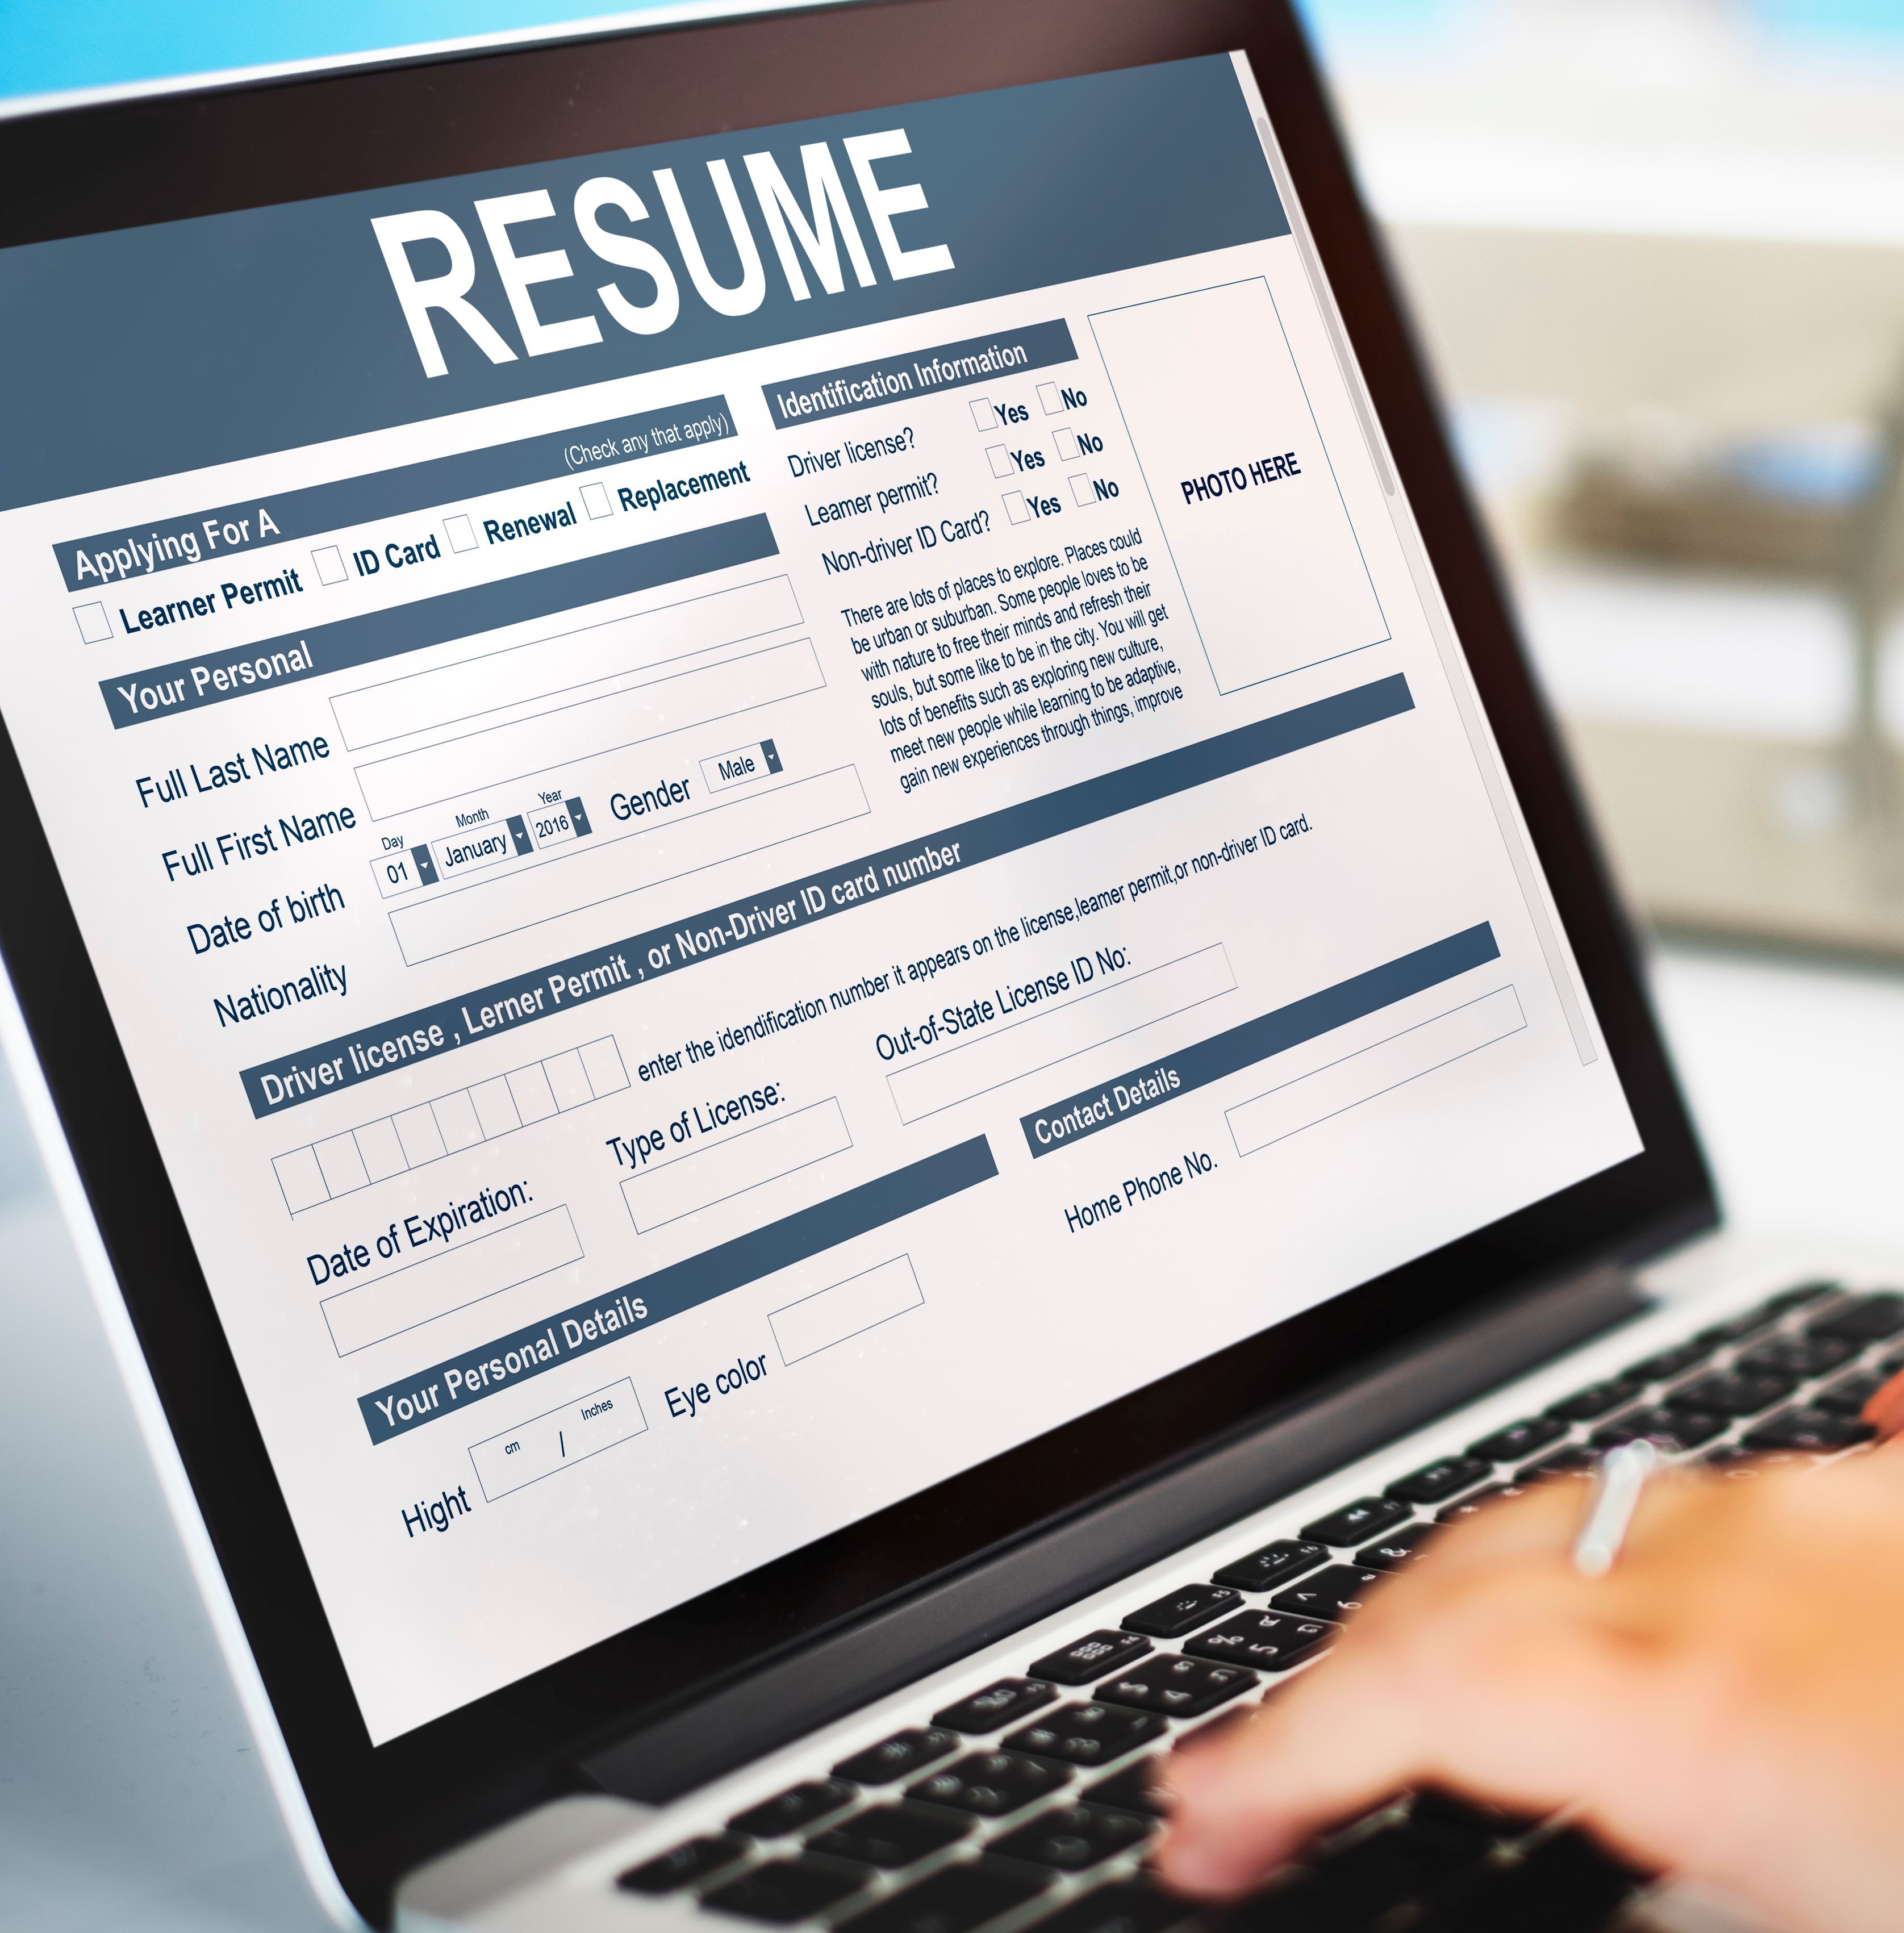 RESUME
Applying For A (Check any that apply)
Learner Permit ID Card Renewal Replacement
Your Personal
Full Last Name
Full First Name
Day Month Year
Date of birth 01 January 2016 Gender Male
Nationality
Identification Information
Driver license? Yes No
Learner permit? Yes No
Non-driver ID Card? Yes No
There are lots of places to explore. Places could
be urban or suburban. Some people loves to be
with nature to free their minds and refresh their
souls, but some like to be in the city. You will get
lots of benefits such as exploring new culture,
meet new people while learning to be adaptive,
gain new experiences through things, improve
PHOTO HERE
Driver license , Lerner Permit , or Non-Driver ID card number
enter the idendification number it appears on the license,learner permit,or non-driver ID card.
Date of Expiration:
Type of License:
Out-of-State License ID No:
Your Personal Details
Hight cm / Inches Eye color
Contact Details
Home Phone No.